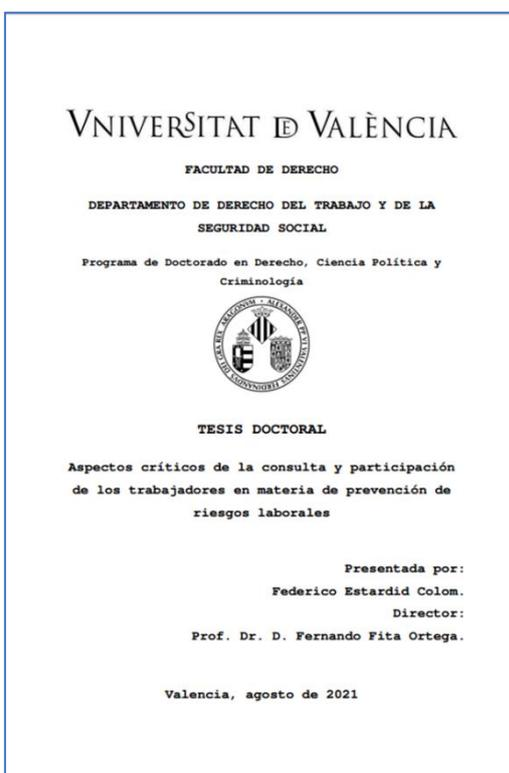 VNIVERSITAT DE VALÈNCIA
FACULTAD DE DERECHO
DEPARTAMENTO DE DERECHO DEL TRABAJO Y DE LA
SEGURIDAD SOCIAL
Programa de Doctorado en Derecho, Ciencia Política y
Criminología
TESIS DOCTORAL
Aspectos críticos de la consulta y participación
de los trabajadores en materia de prevención de
riesgos laborales
Presentada por:
Federico Estardid Colom.
Director:
Prof. Dr. D. Fernando Fita Ortega.
Valencia, agosto de 2021